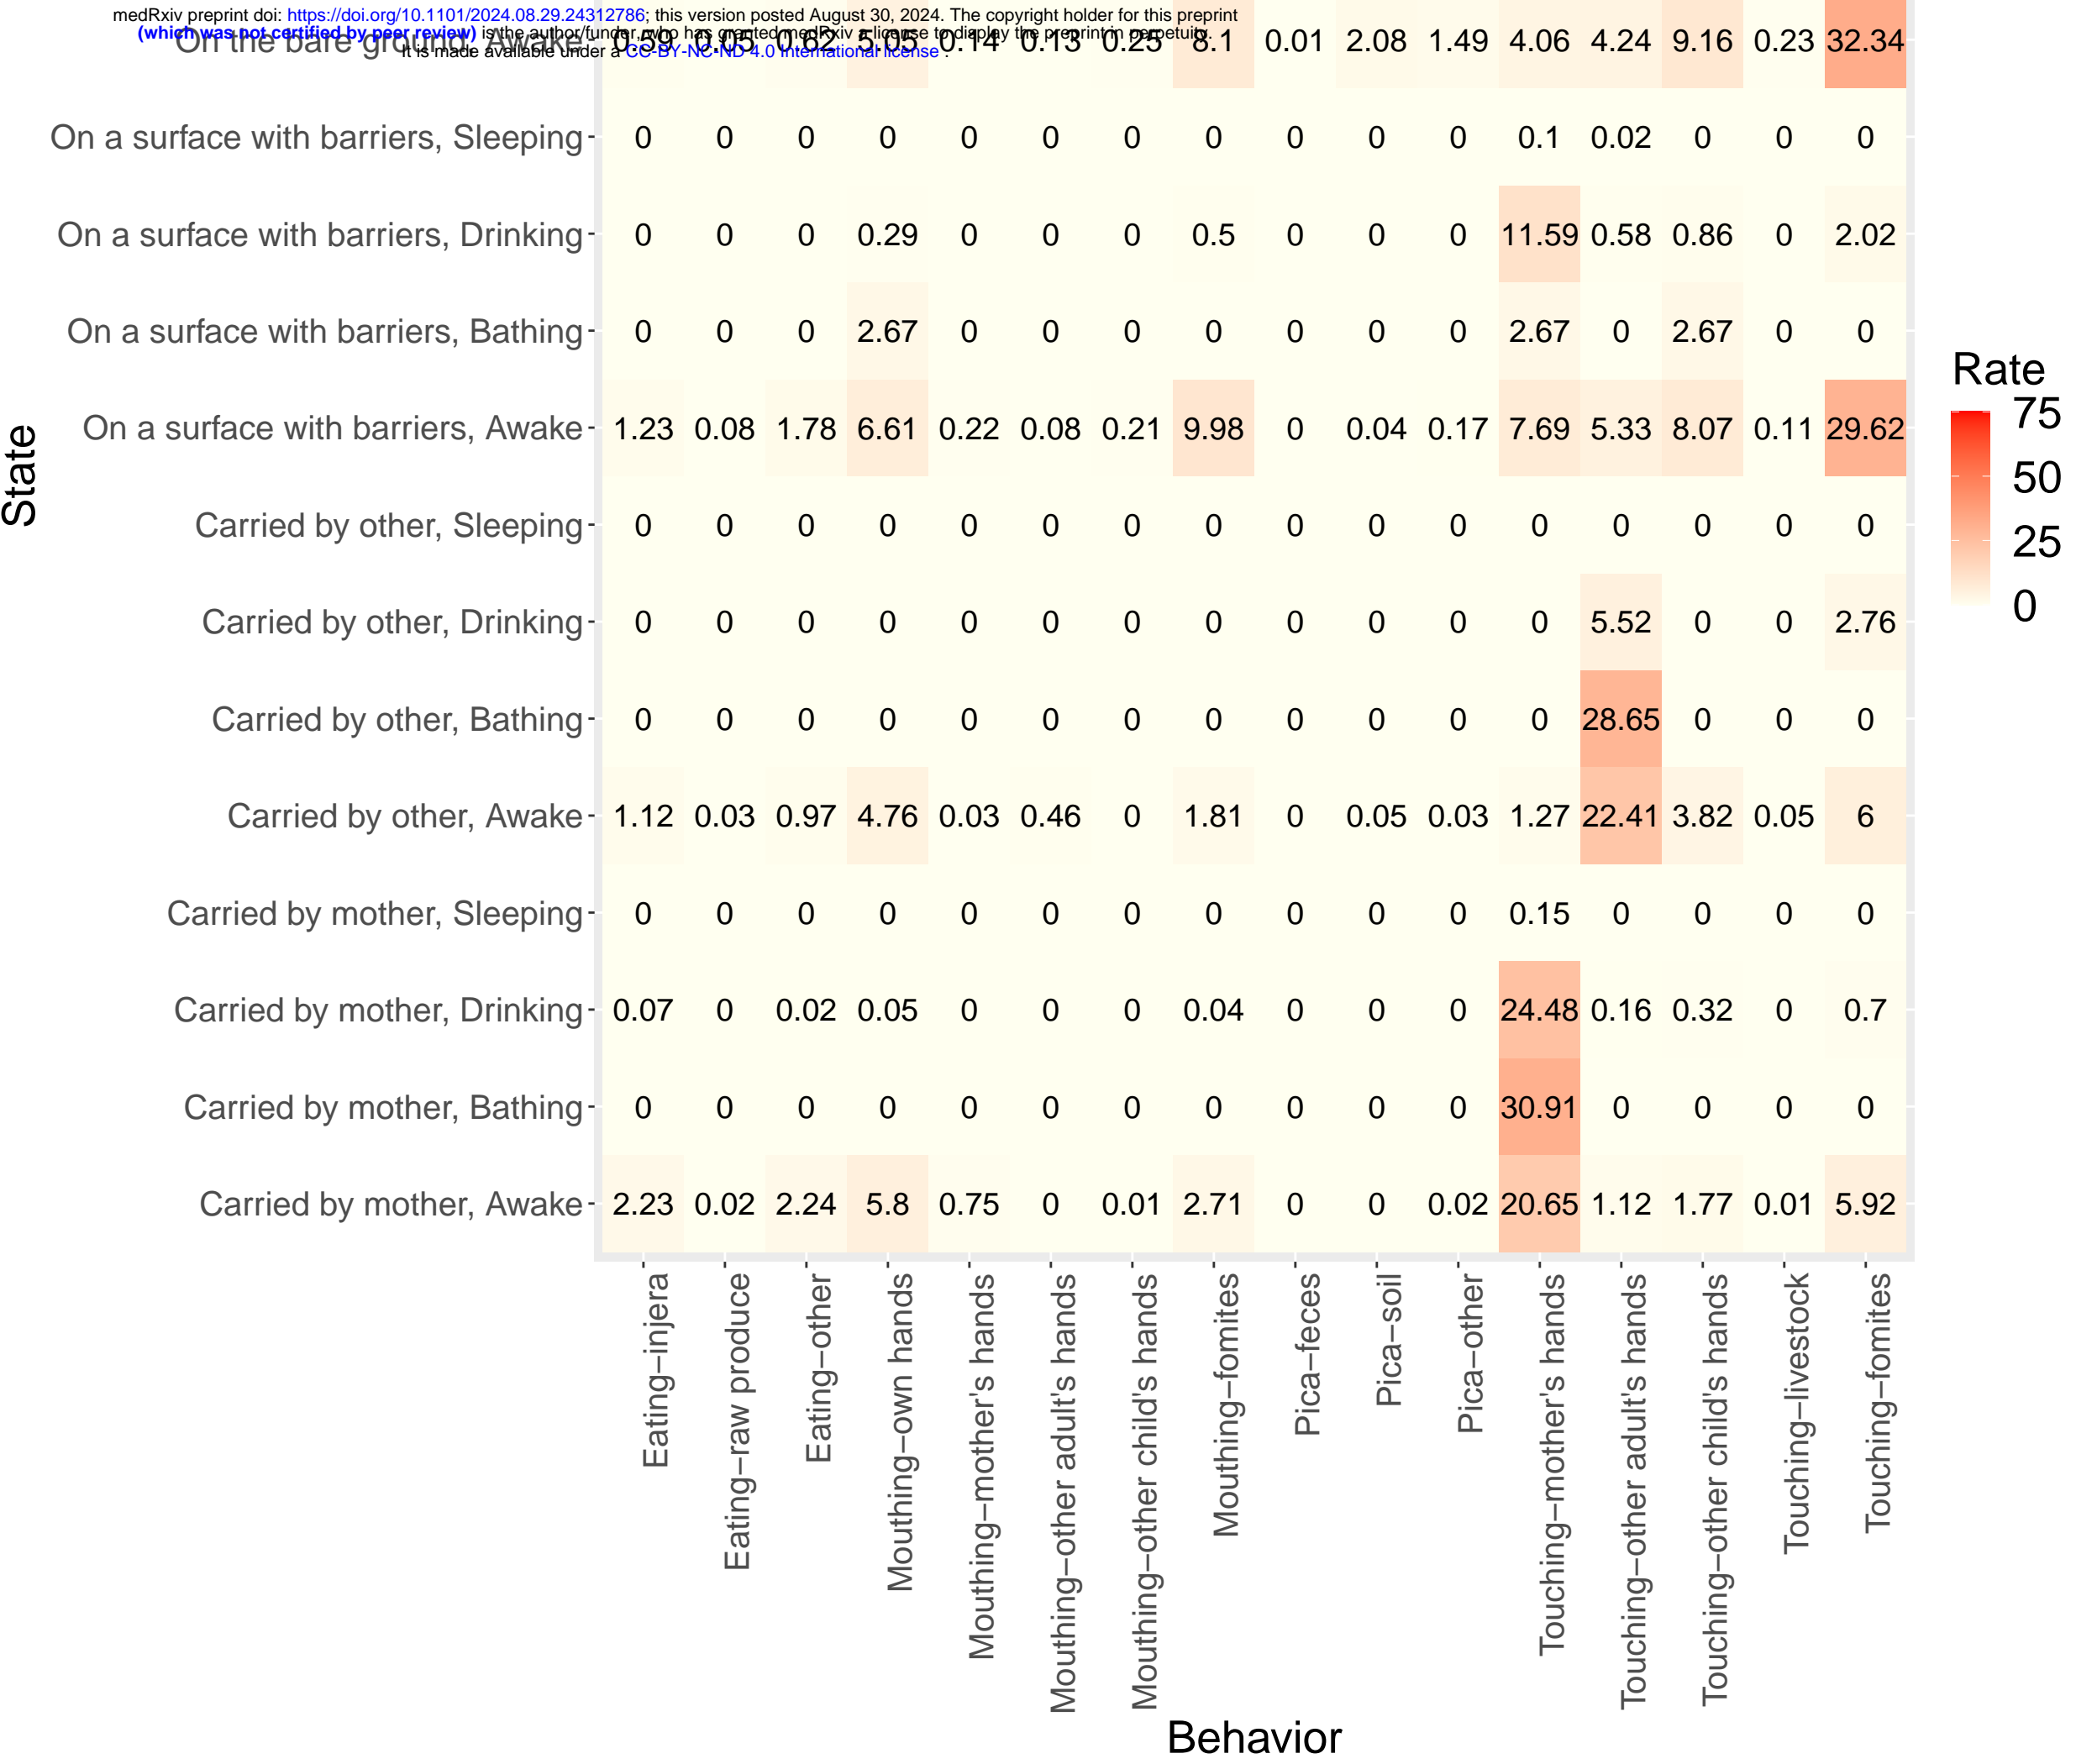 medRxiv preprint doi: https://doi.org/10.1101/2024.08.29.24312786; this version posted August 30, 2024. The copyright holder for this preprint
(which was not certified by peer review) is the author/funder, who has granted medRxiv a license to display the preprint in perpetuity.
It is made available under a CC-BY-NC-ND 4.0 International license .
On the bare ground, Awake 0.59 0.05 0.82 5.05 0.14 0.13 0.25 8.1 0.01 2.08 1.49 4.06 4.24 9.16 0.23 32.34
On a surface with barriers, Sleeping 0 0 0 0 0 0 0 0 0 0 0 0.1 0.02 0 0 0
On a surface with barriers, Drinking 0 0 0 0.29 0 0 0 0.5 0 0 0 11.59 0.58 0.86 0 2.02
On a surface with barriers, Bathing 0 0 0 2.67 0 0 0 0 0 0 0 2.67 0 2.67 0 0
On a surface with barriers, Awake 1.23 0.08 1.78 6.61 0.22 0.08 0.21 9.98 0 0.04 0.17 7.69 5.33 8.07 0.11 29.62
Carried by other, Sleeping 0 0 0 0 0 0 0 0 0 0 0 0 0 0 0 0
Carried by other, Drinking 0 0 0 0 0 0 0 0 0 0 0 0 5.52 0 0 2.76
Carried by other, Bathing 0 0 0 0 0 0 0 0 0 0 0 0 28.65 0 0 0
Carried by other, Awake 1.12 0.03 0.97 4.76 0.03 0.46 0 1.81 0 0.05 0.03 1.27 22.41 3.82 0.05 6
Carried by mother, Sleeping 0 0 0 0 0 0 0 0 0 0 0 0.15 0 0 0 0
Carried by mother, Drinking 0.07 0 0.02 0.05 0 0 0 0.04 0 0 0 24.48 0.16 0.32 0 0.7
Carried by mother, Bathing 0 0 0 0 0 0 0 0 0 0 0 30.91 0 0 0 0
Carried by mother, Awake 2.23 0.02 2.24 5.8 0.75 0 0.01 2.71 0 0 0.02 20.65 1.12 1.77 0.01 5.92
State
Eating−injera
Eating−raw produce
Eating−other
Mouthing−own hands
Mouthing−mother's hands
Mouthing−other adult's hands
Mouthing−other child's hands
Mouthing−fomites
Pica−feces
Pica−soil
Pica−other
Touching−mother's hands
Touching−other adult's hands
Touching−other child's hands
Touching−livestock
Touching−fomites
Behavior
Rate
75
50
25
0